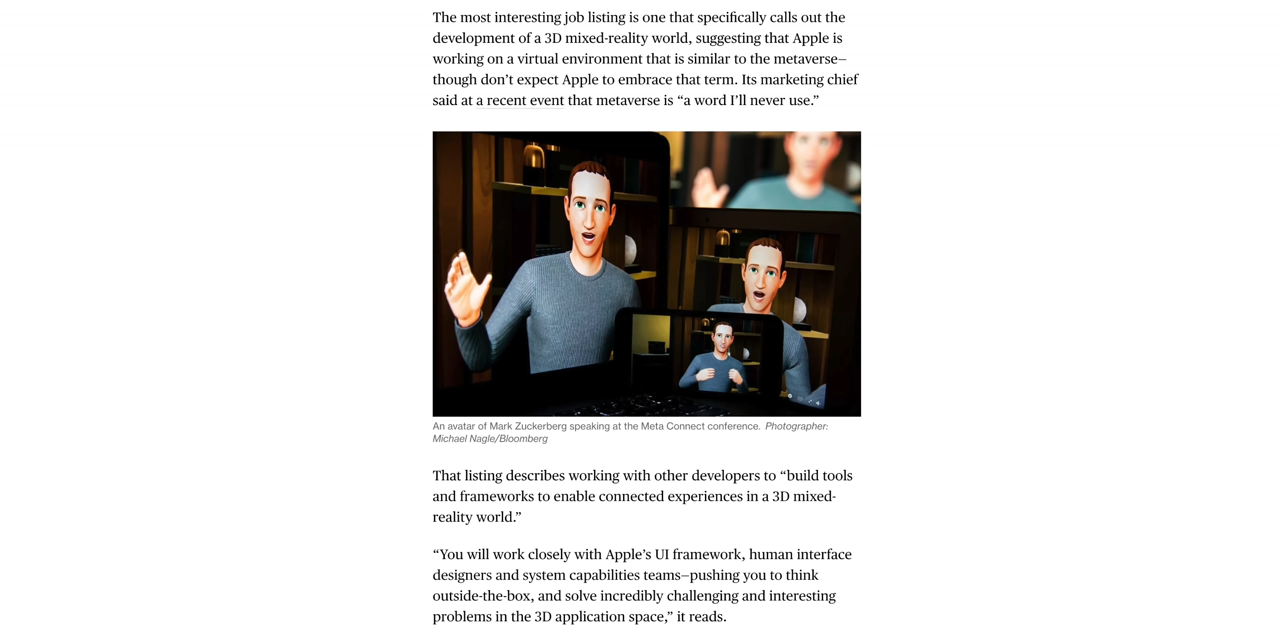 The most interesting job listing is one that specifically calls out the
development of a 3D mixed-reality world, suggesting that Apple is
working on a virtual environment that is similar to the metaverse—
though don’t expect Apple to embrace that term. Its marketing chief
said at a recent event that metaverse is “a word I’ll never use.”
An avatar of Mark Zuckerberg speaking at the Meta Connect conference. Photographer:
Michael Nagle/Bloomberg
That listing describes working with other developers to “build tools
and frameworks to enable connected experiences in a 3D mixed-
reality world.”
“You will work closely with Apple’s UI framework, human interface
designers and system capabilities teams—pushing you to think
outside-the-box, and solve incredibly challenging and interesting
problems in the 3D application space,” it reads.